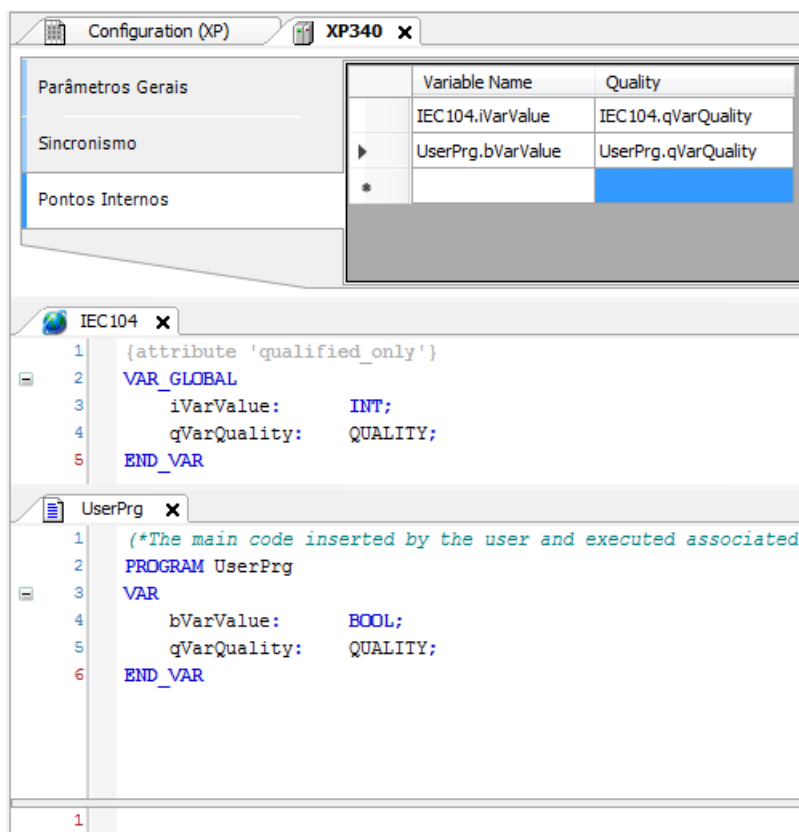 Configuration (XP) XP340
Parâmetros Gerais
Sincronismo
Pontos Internos
Variable Name Quality
IEC104.iVarValue IEC104.qVarQuality
UserPrg.bVarValue UserPrg.qVarQuality
IEC104
1 {attribute 'qualified_only'}
2 VAR_GLOBAL
3 iVarValue: INT;
4 qVarQuality: QUALITY;
5 END_VAR
UserPrg
1 (*The main code inserted by the user and executed associated
2 PROGRAM UserPrg
3 VAR
4 bVarValue: BOOL;
5 qVarQuality: QUALITY;
6 END_VAR
1